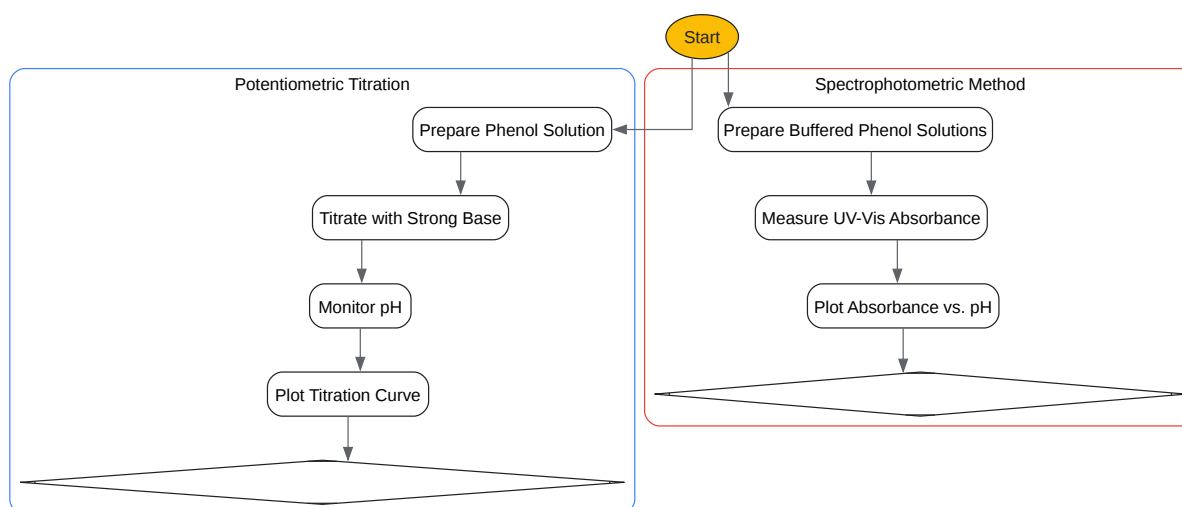 Start
Potentiometric Titration
Prepare Phenol Solution
Titrate with Strong Base
Monitor pH
Plot Titration Curve
Spectrophotometric Method
Prepare Buffered Phenol Solutions
Measure UV-Vis Absorbance
Plot Absorbance vs. pH